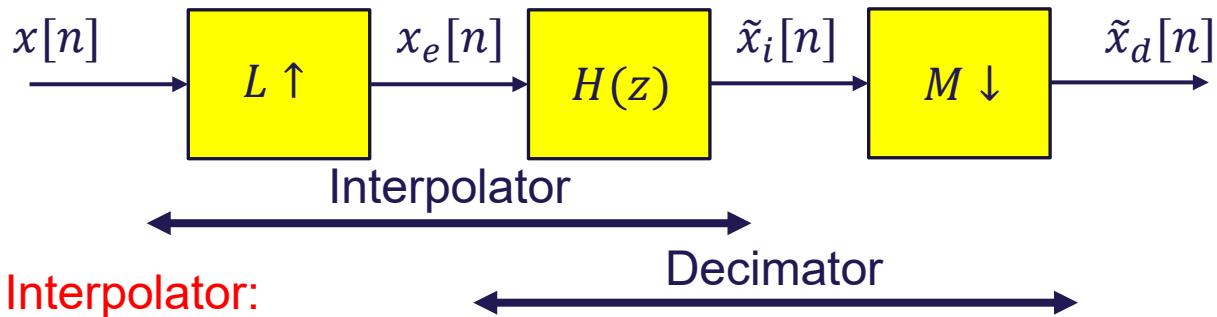 x[n] L ↑ x_e[n] H(z) x̃_i[n] M ↓ x̃_d[n]
Interpolator
Decimator
Interpolator: